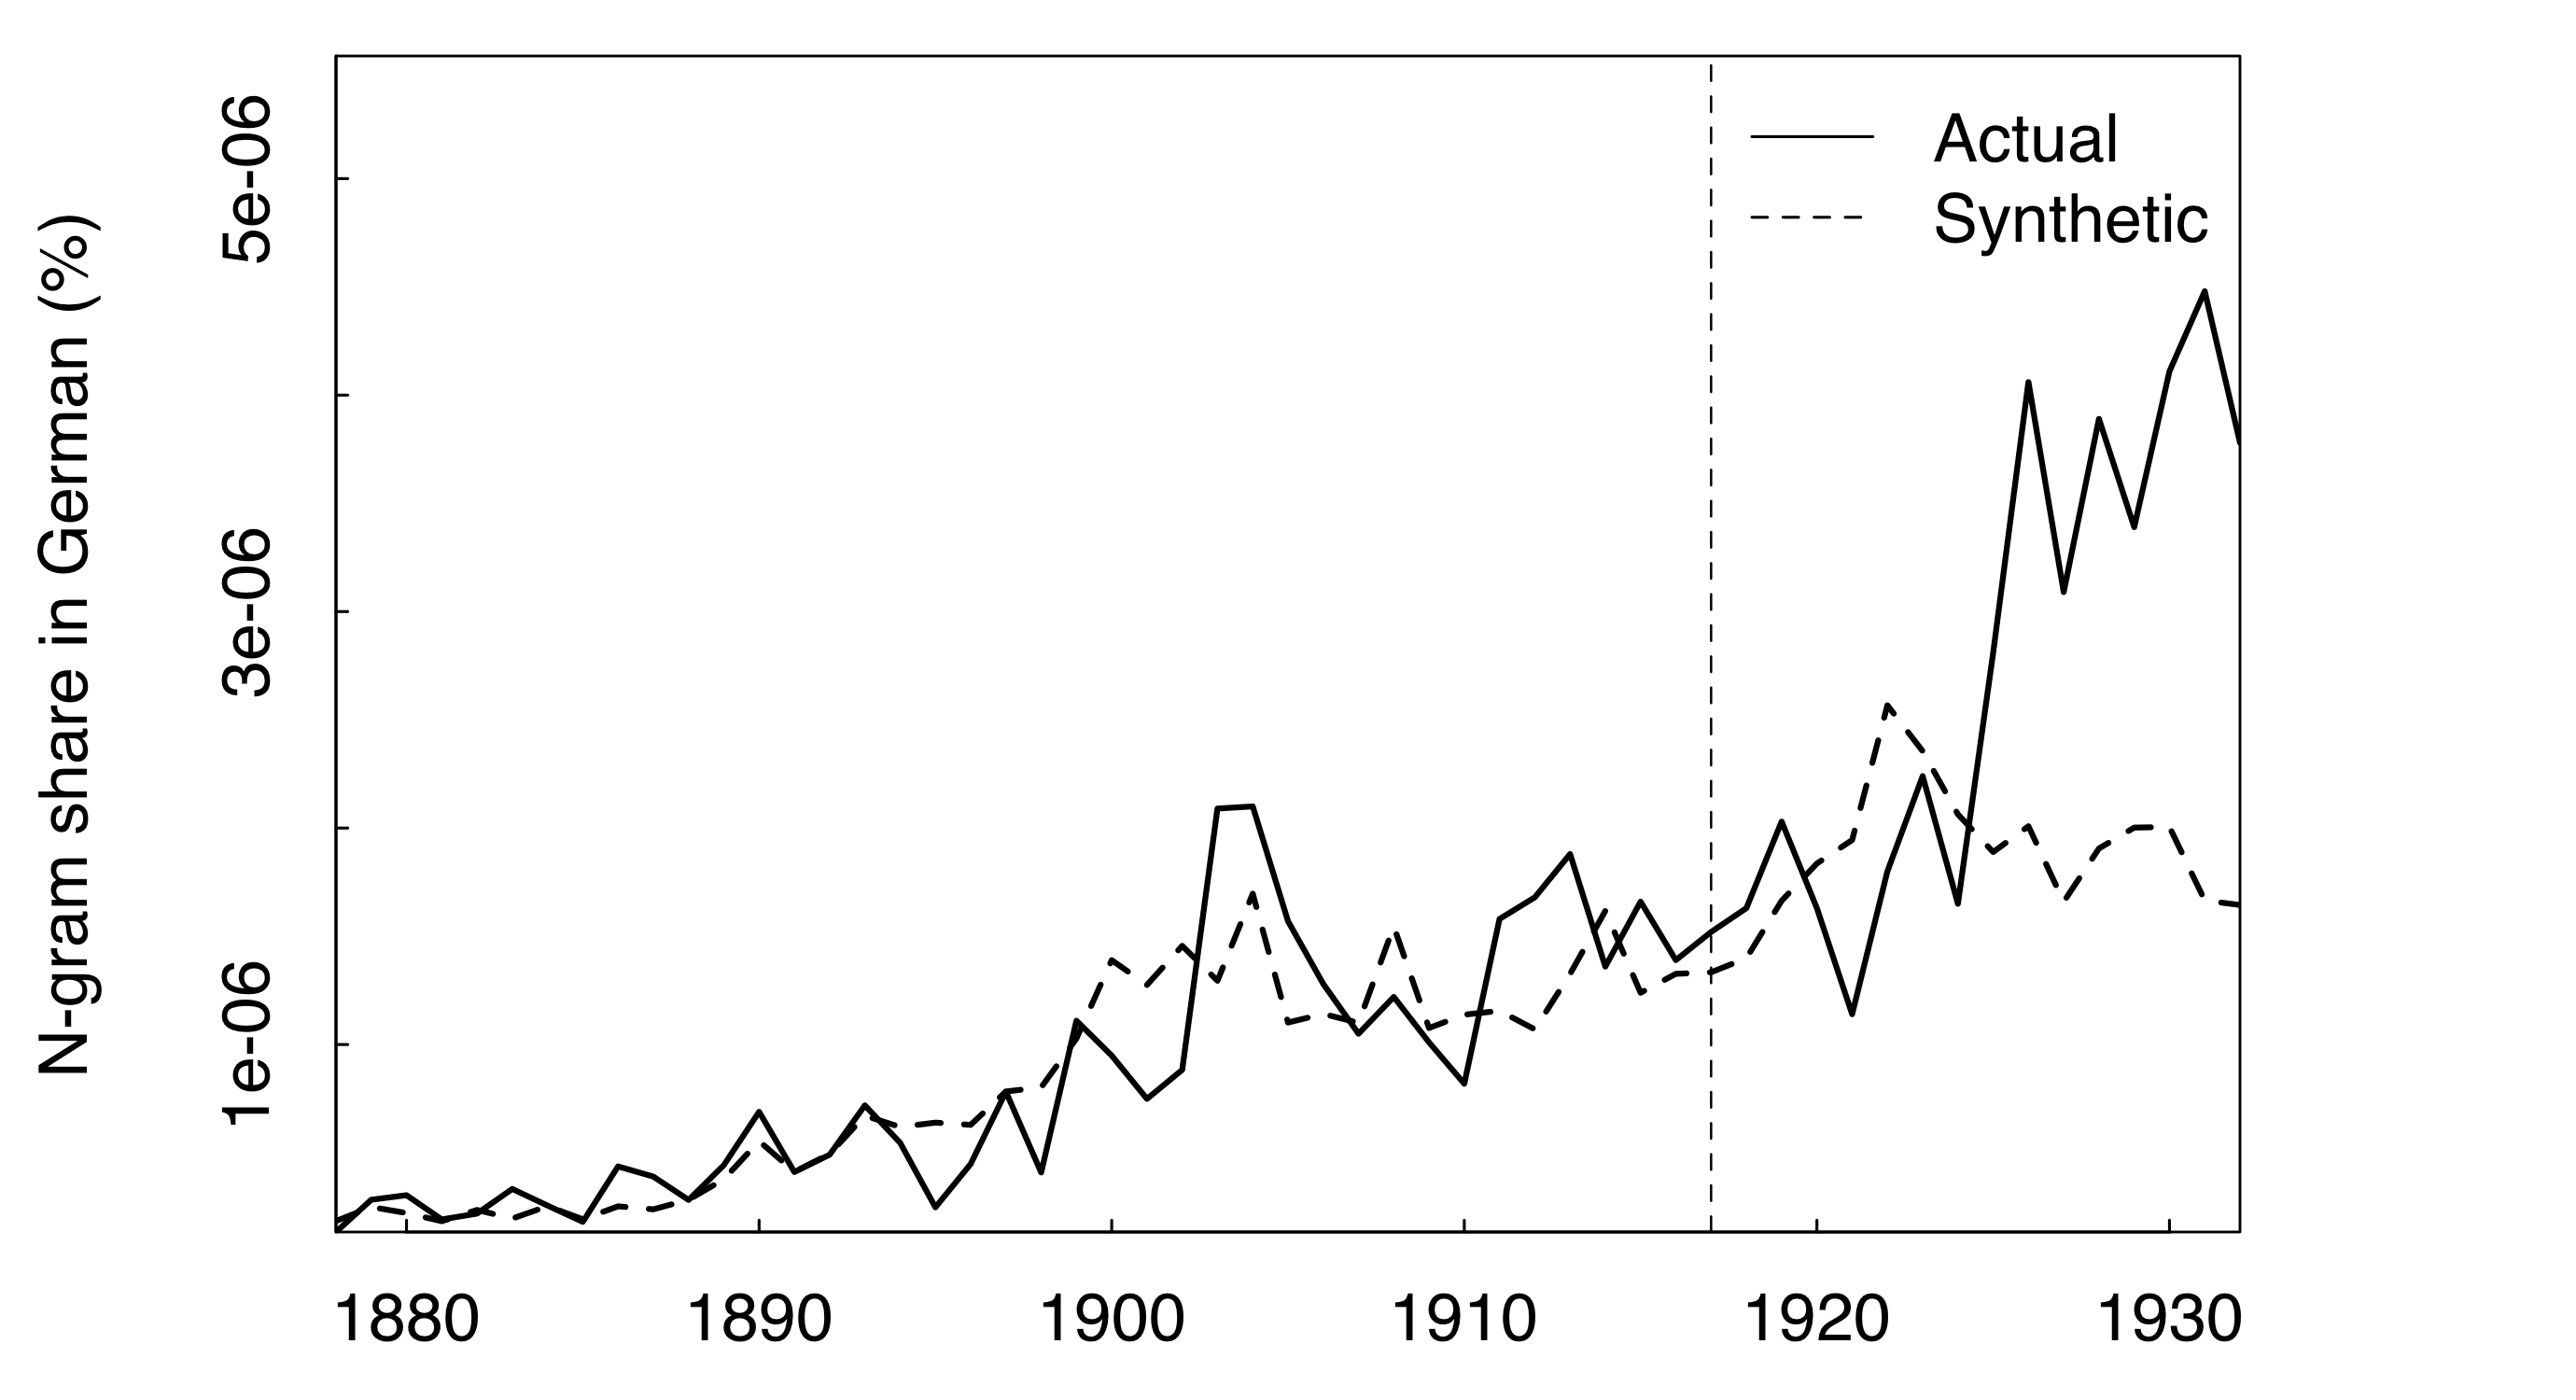 N-gram share in German (%)
5e-06
3e-06
1e-06
Actual
Synthetic
1880 1890 1900 1910 1920 1930